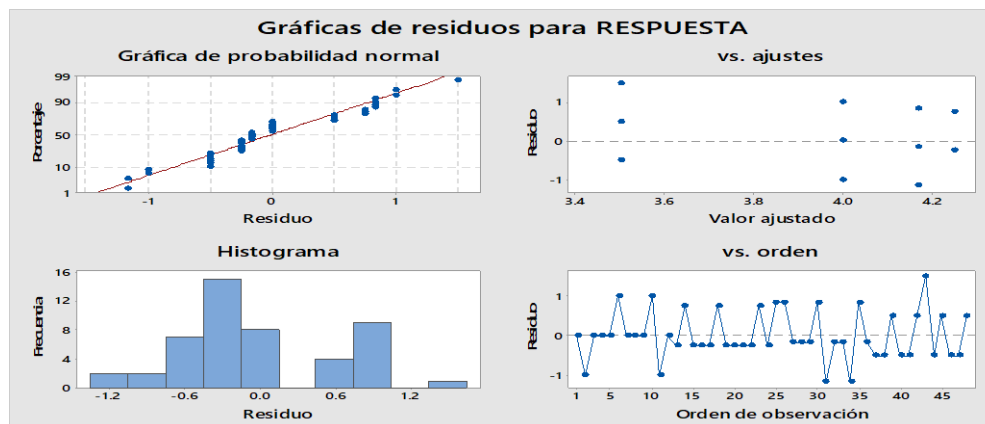 Gráficas de residuos para RESPUESTA
Gráfica de probabilidad normal
99
90
50
10
1
Porcentaje
-1 0 1
Residuo
vs. ajustes
1
0
-1
Residuo
3.4 3.6 3.8 4.0 4.2
Valor ajustado
Histograma
16
12
8
4
0
Frecuencia
-1.2 -0.6 0.0 0.6 1.2
Residuo
vs. orden
1
0
-1
Residuo
1 5 10 15 20 25 30 35 40 45
Orden de observación